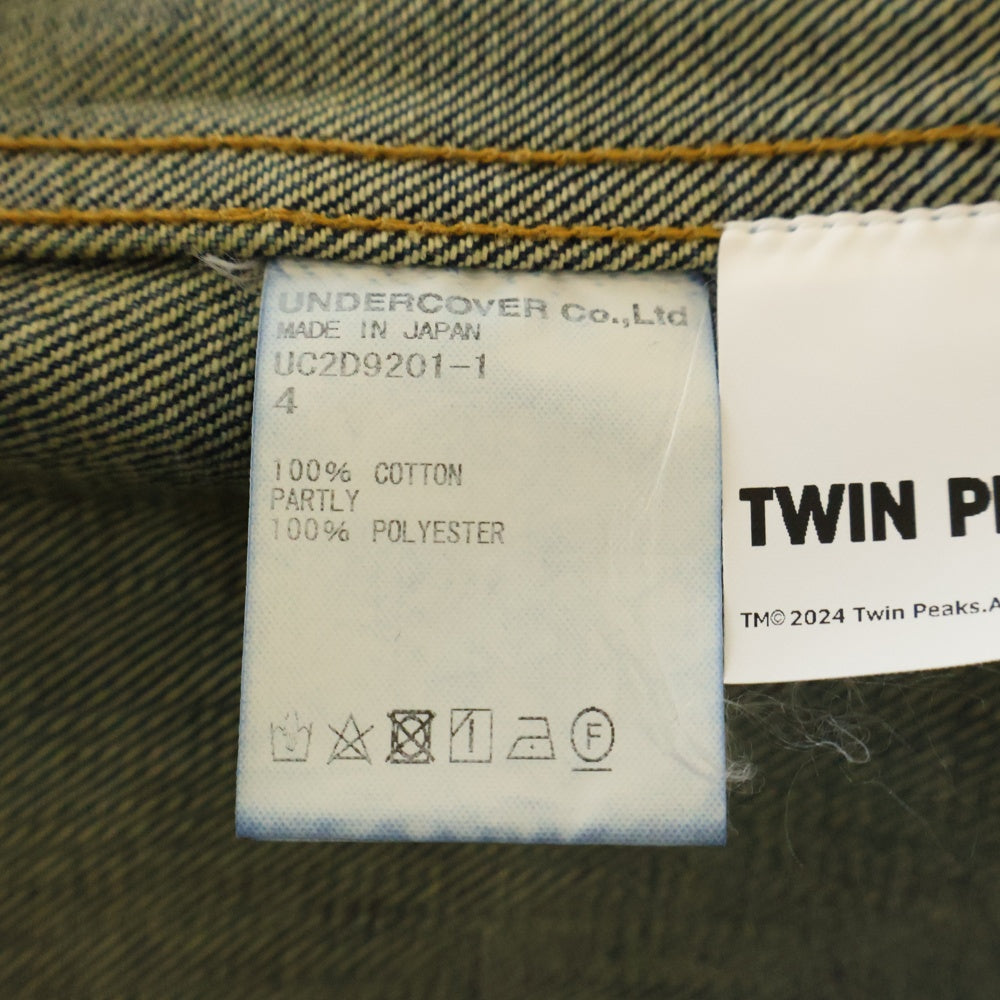 UNDERCOVER Co.,Ltd
MADE IN JAPAN
UC2D9201-1
4
100% COTTON
PARTLY
100% POLYESTER
F
TWIN
TM© 2024 Twin Peaks.